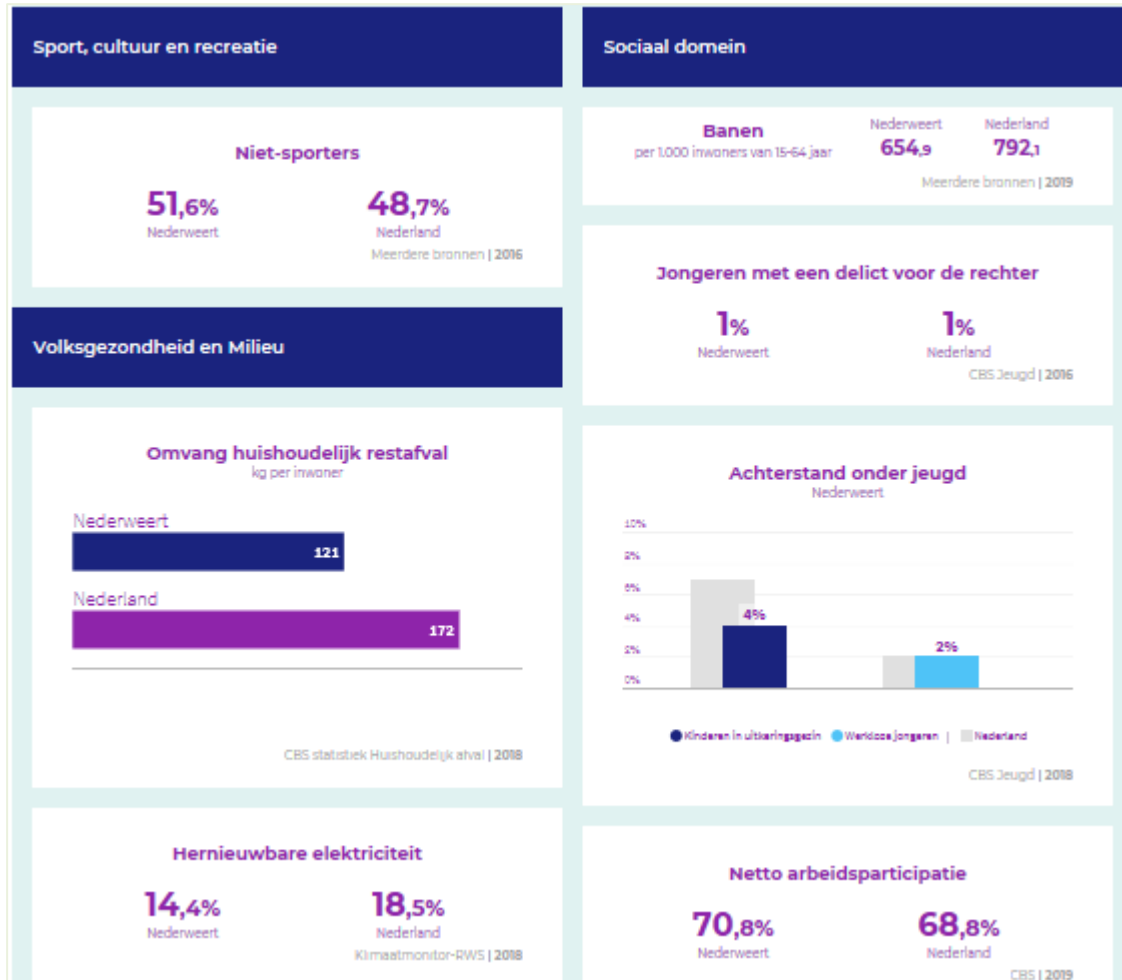 Sport, cultuur en recreatie
Niet-sporters
51,6%
48,7%
Nederweert
Nederland
Meerdere bronnen | 2016
Volksgezondheid en Milieu
Omvang huishoudelijk restafval
kg per inwoner
Nederweert
121
Nederland
172
CBS statistiek Huishoudelijk afval | 2018
Hernieuwbare elektriciteit
14,4%
18,5%
Nederweert
Nederland
Klimaatmonitor-RWS | 2018
Sociaal domein
Banen
per 1.000 inwoners van 15-64 jaar
Nederweert
Nederland
654,9
792,1
Meerdere bronnen | 2019
Jongeren met een delict voor de rechter
1%
1%
Nederweert
Nederland
CBS Jeugd | 2016
Achterstand onder jeugd
Nederweert
10%
8%
6%
4%
2%
0%
4%
2%
Kinderen in uitkeringsgezin
Werkloze jongeren |
Nederland
CBS Jeugd | 2018
Netto arbeidsparticipatie
70,8%
68,8%
Nederweert
Nederland
CBS | 2019